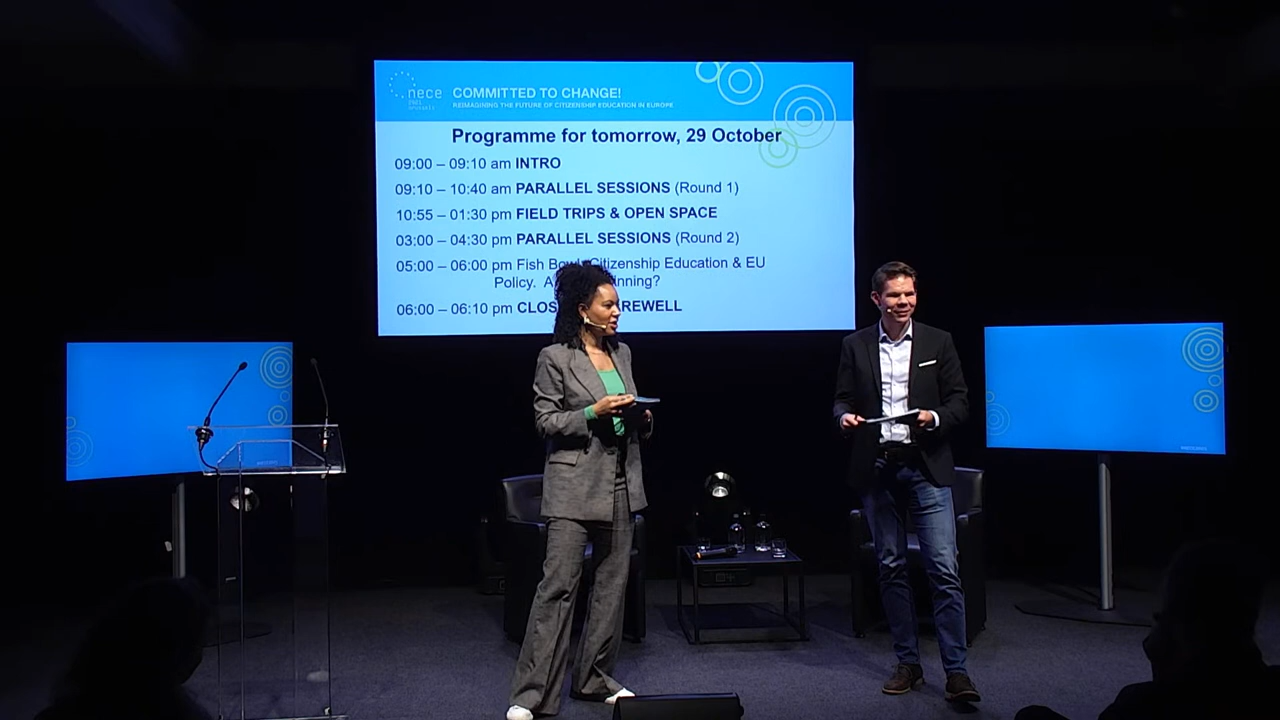 nece
COMMITTED TO CHANGE!
REIMAGINING THE FUTURE OF CITIZENSHIP EDUCATION IN EUROPE
Programme for tomorrow, 29 October
09:00 – 09:10 am INTRO
09:10 – 10:40 am PARALLEL SESSIONS (Round 1)
10:55 – 01:30 pm FIELD TRIPS & OPEN SPACE
03:00 – 04:30 pm PARALLEL SESSIONS (Round 2)
05:00 – 06:00 pm Fish Citizenship Education & EU
Policy.
06:00 – 06:10 pm